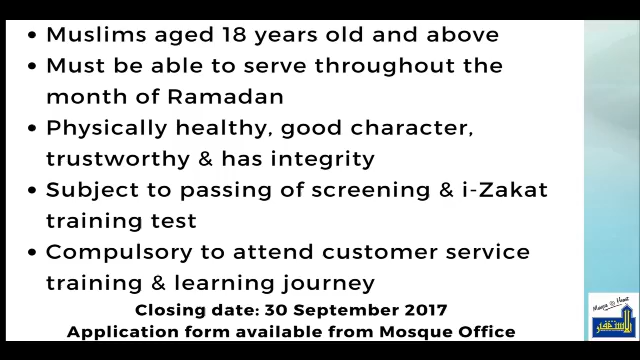 • Muslims aged 18 years old and above
• Must be able to serve throughout the
month of Ramadan
• Physically healthy, good character,
trustworthy & has integrity
• Subject to passing of screening & i-Zakat
training test
• Compulsory to attend customer service
training & learning journey
Closing date: 30 September 2017
Application form available from Mosque Office